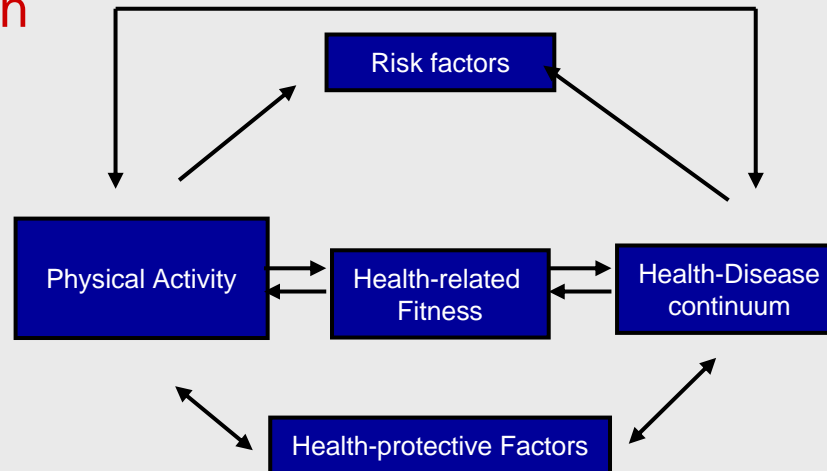 n
Risk factors
Physical Activity
Health-related
Fitness
Health-Disease
continuum
Health-protective Factors